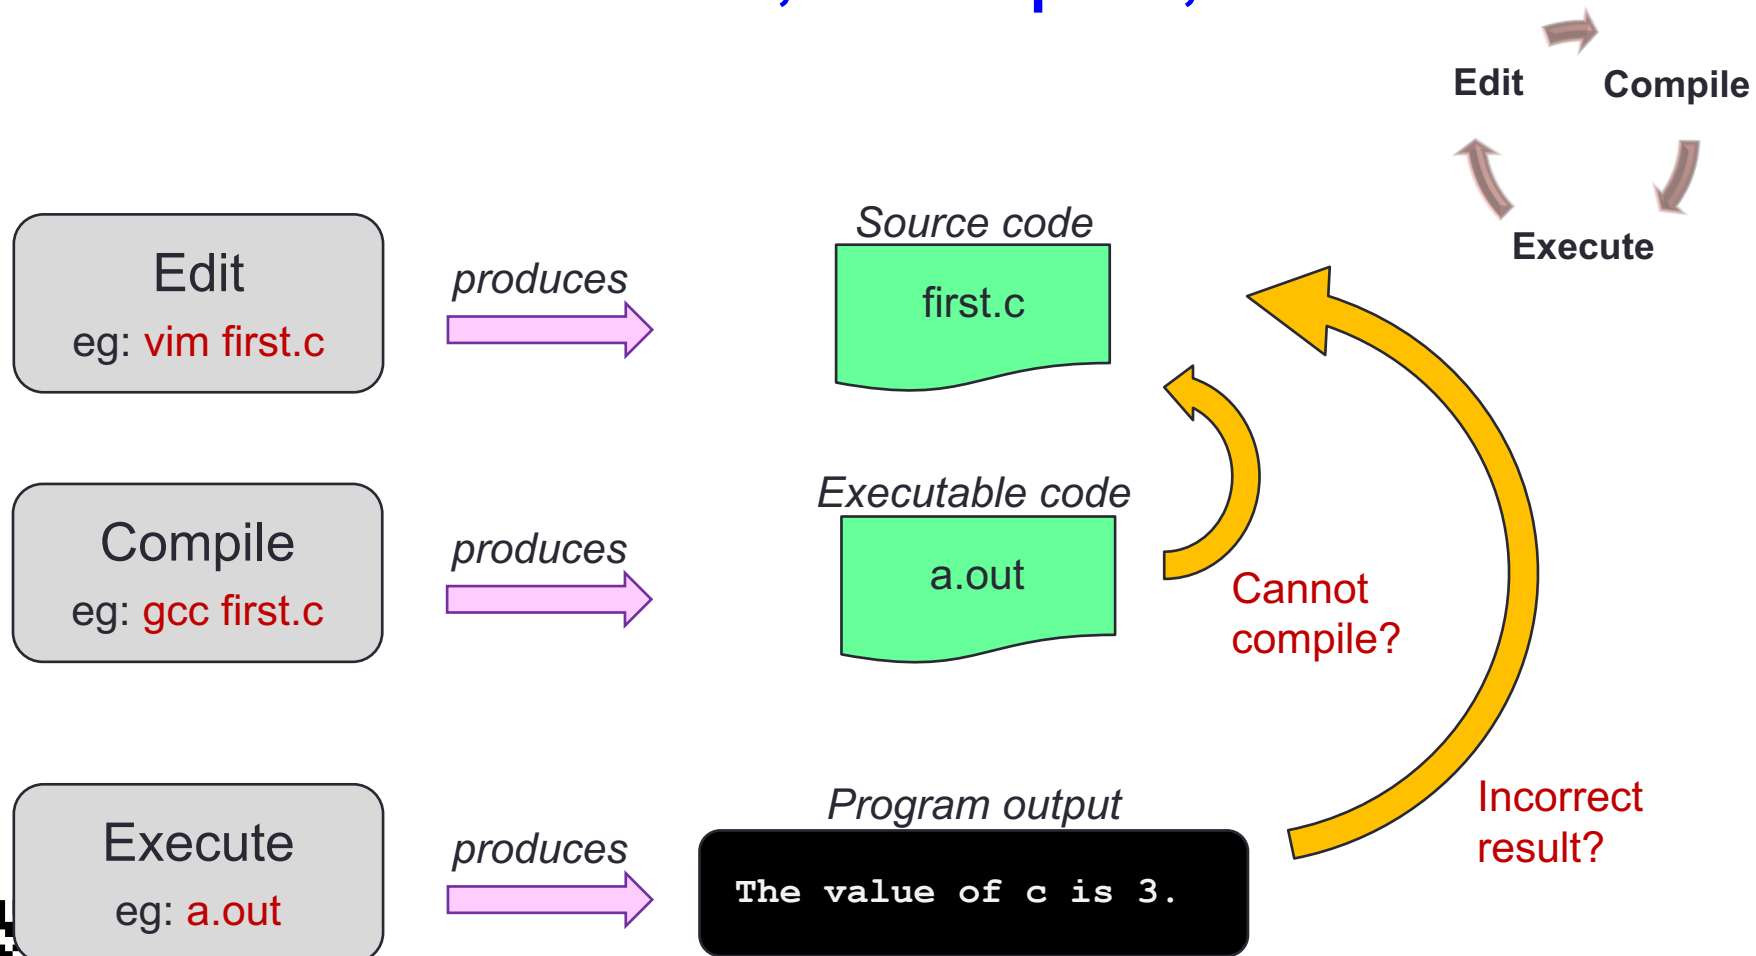 Edit
Compile
Execute
Edit
eg: vim first.c
produces
Source code
first.c
Compile
eg: gcc first.c
produces
Executable code
a.out
Cannot
compile?
Execute
eg: a.out
produces
Program output
The value of c is 3.
Incorrect
result?